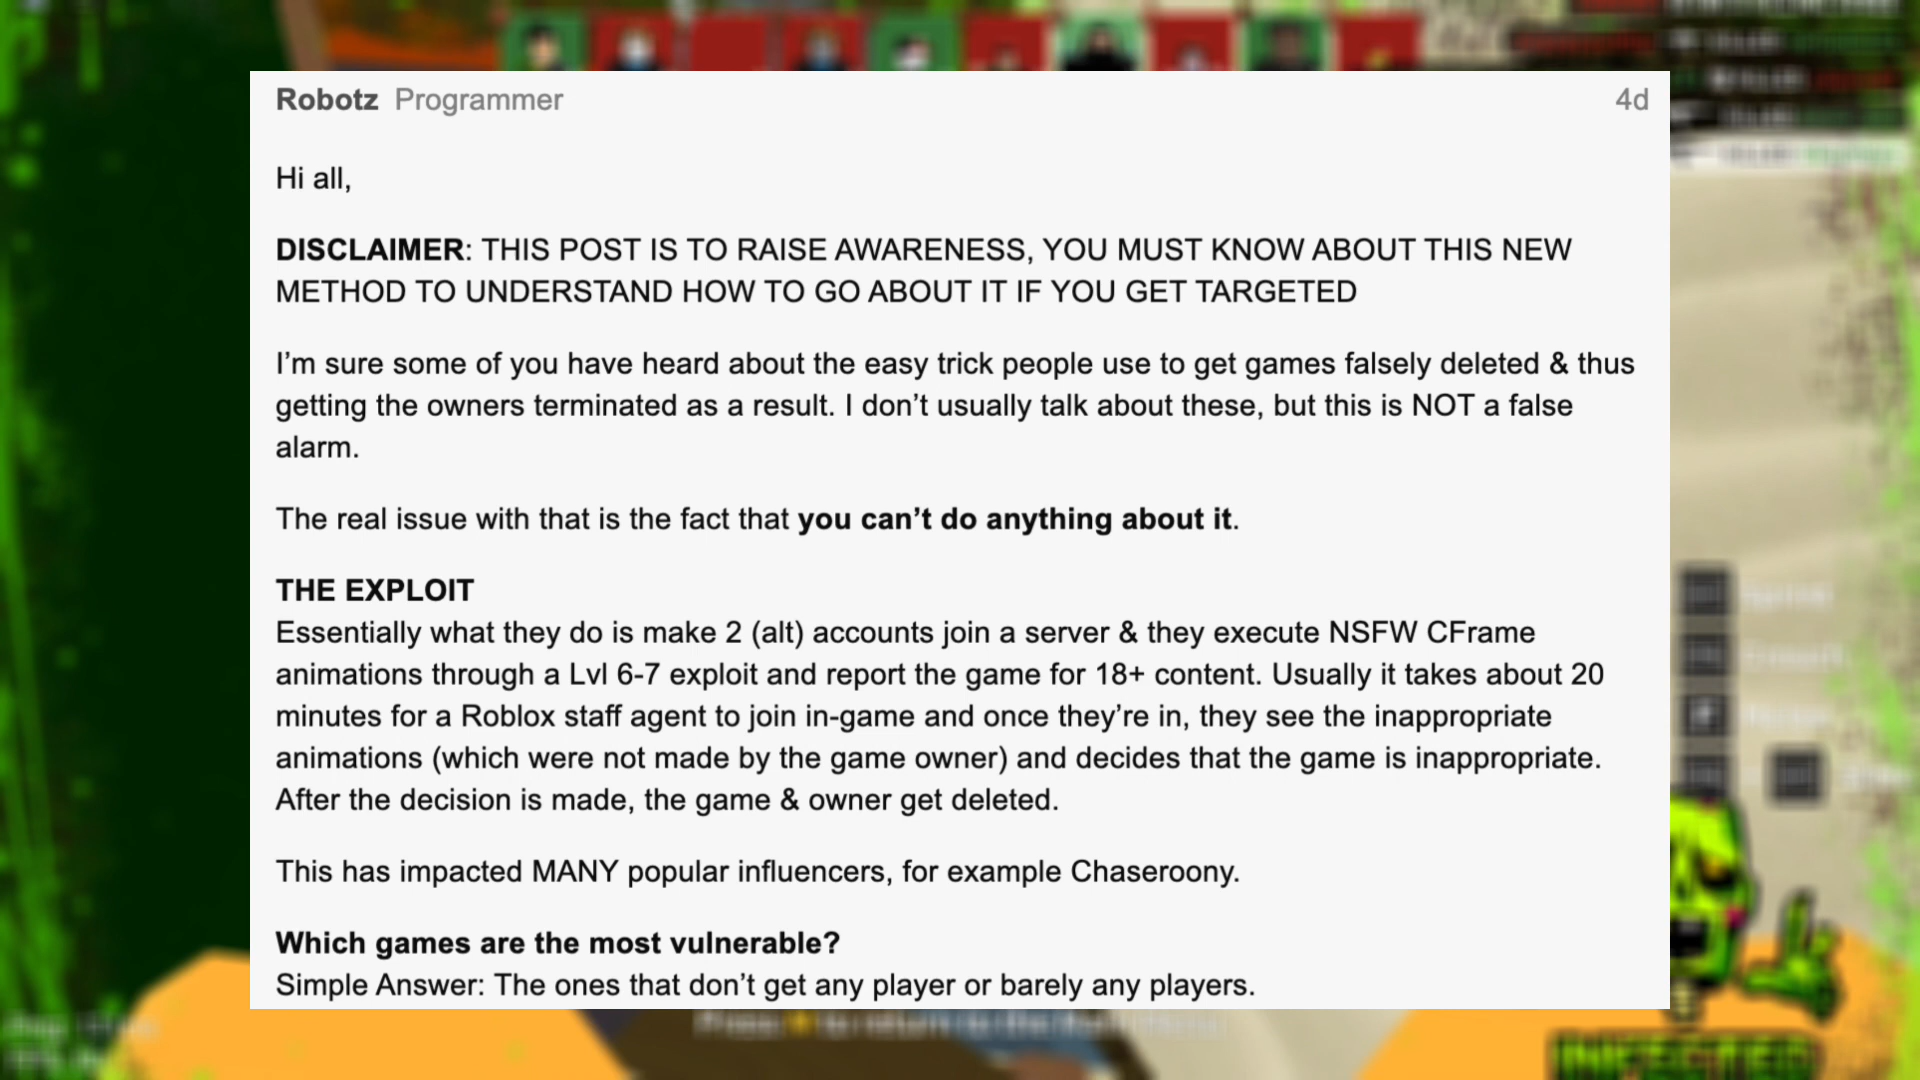 Robotz Programmer 4d
Hi all,
DISCLAIMER: THIS POST IS TO RAISE AWARENESS, YOU MUST KNOW ABOUT THIS NEW
METHOD TO UNDERSTAND HOW TO GO ABOUT IT IF YOU GET TARGETED
I’m sure some of you have heard about the easy trick people use to get games falsely deleted & thus
getting the owners terminated as a result. I don’t usually talk about these, but this is NOT a false
alarm.
The real issue with that is the fact that you can’t do anything about it.
THE EXPLOIT
Essentially what they do is make 2 (alt) accounts join a server & they execute NSFW CFrame
animations through a Lvl 6-7 exploit and report the game for 18+ content. Usually it takes about 20
minutes for a Roblox staff agent to join in-game and once they’re in, they see the inappropriate
animations (which were not made by the game owner) and decides that the game is inappropriate.
After the decision is made, the game & owner get deleted.
This has impacted MANY popular influencers, for example Chaseroony.
Which games are the most vulnerable?
Simple Answer: The ones that don’t get any player or barely any players.
INFECTED